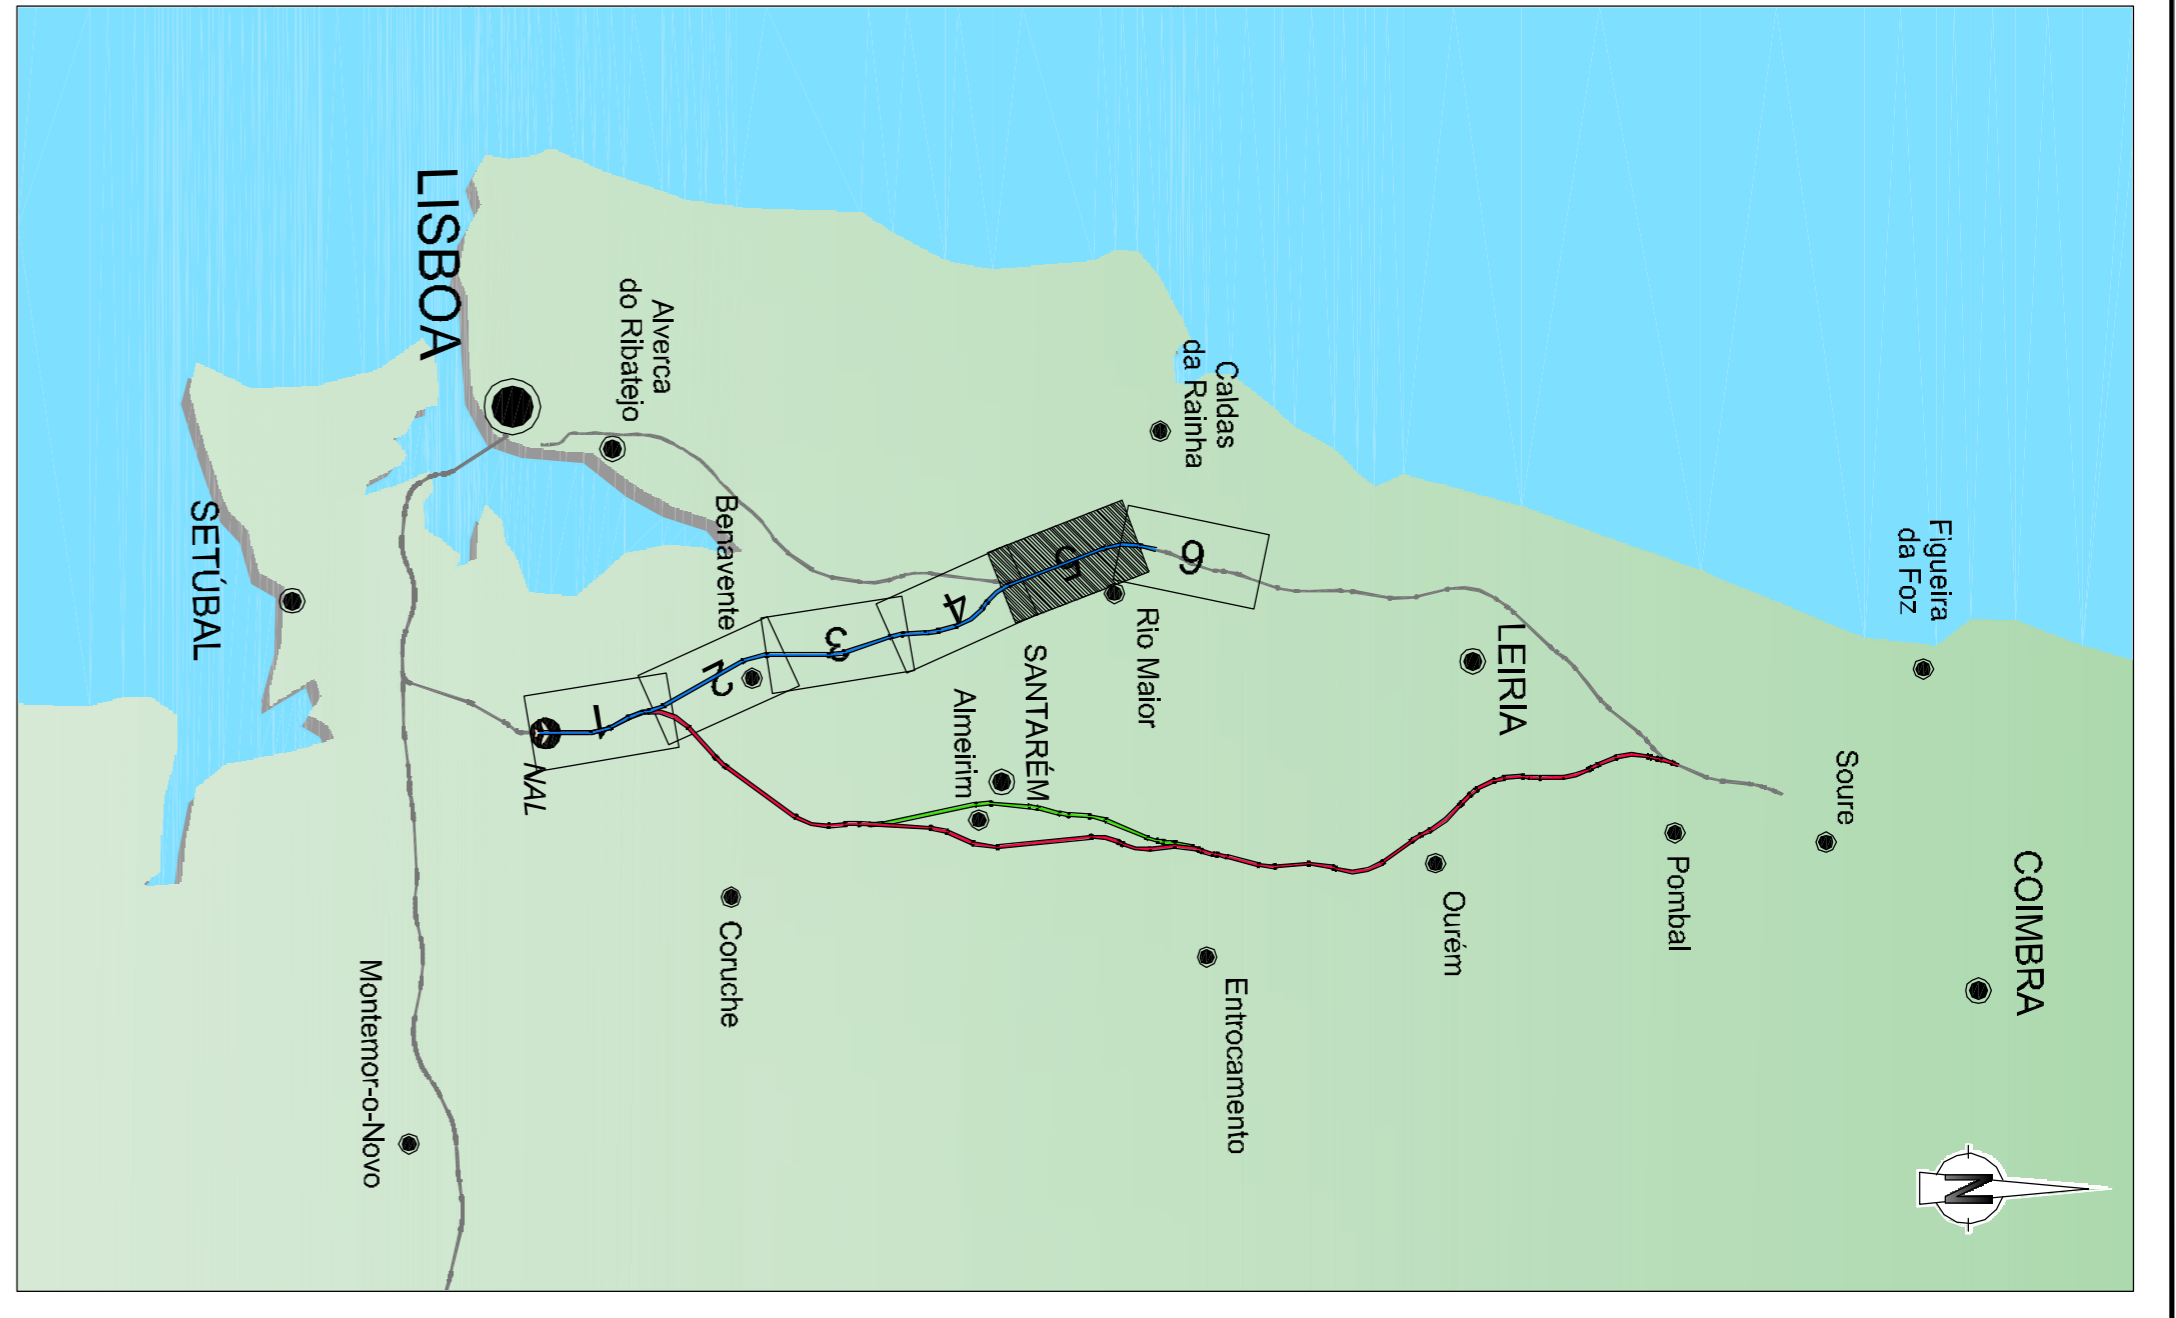 COIMBRA
Figueira
da Foz
Soure
Pombal
LEIRIA
Ourém
Caldas
da Rainha
Entrocamento
Rio Maior
SANTARÉM
Almeirim
6
5
4
3
2
1
Benavente
Coruche
Alverca
do Ribatejo
NAL
LISBOA
Montemor-o-Novo
SETÚBAL
N